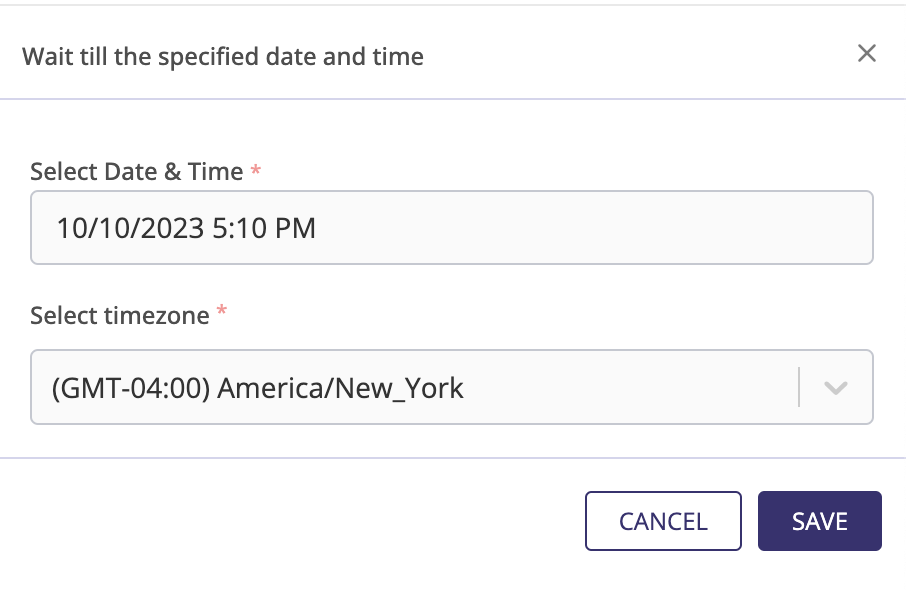 Wait till the specified date and time
Select Date & Time *
10/10/2023 5:10 PM
Select timezone *
(GMT-04:00) America/New_York
CANCEL
SAVE